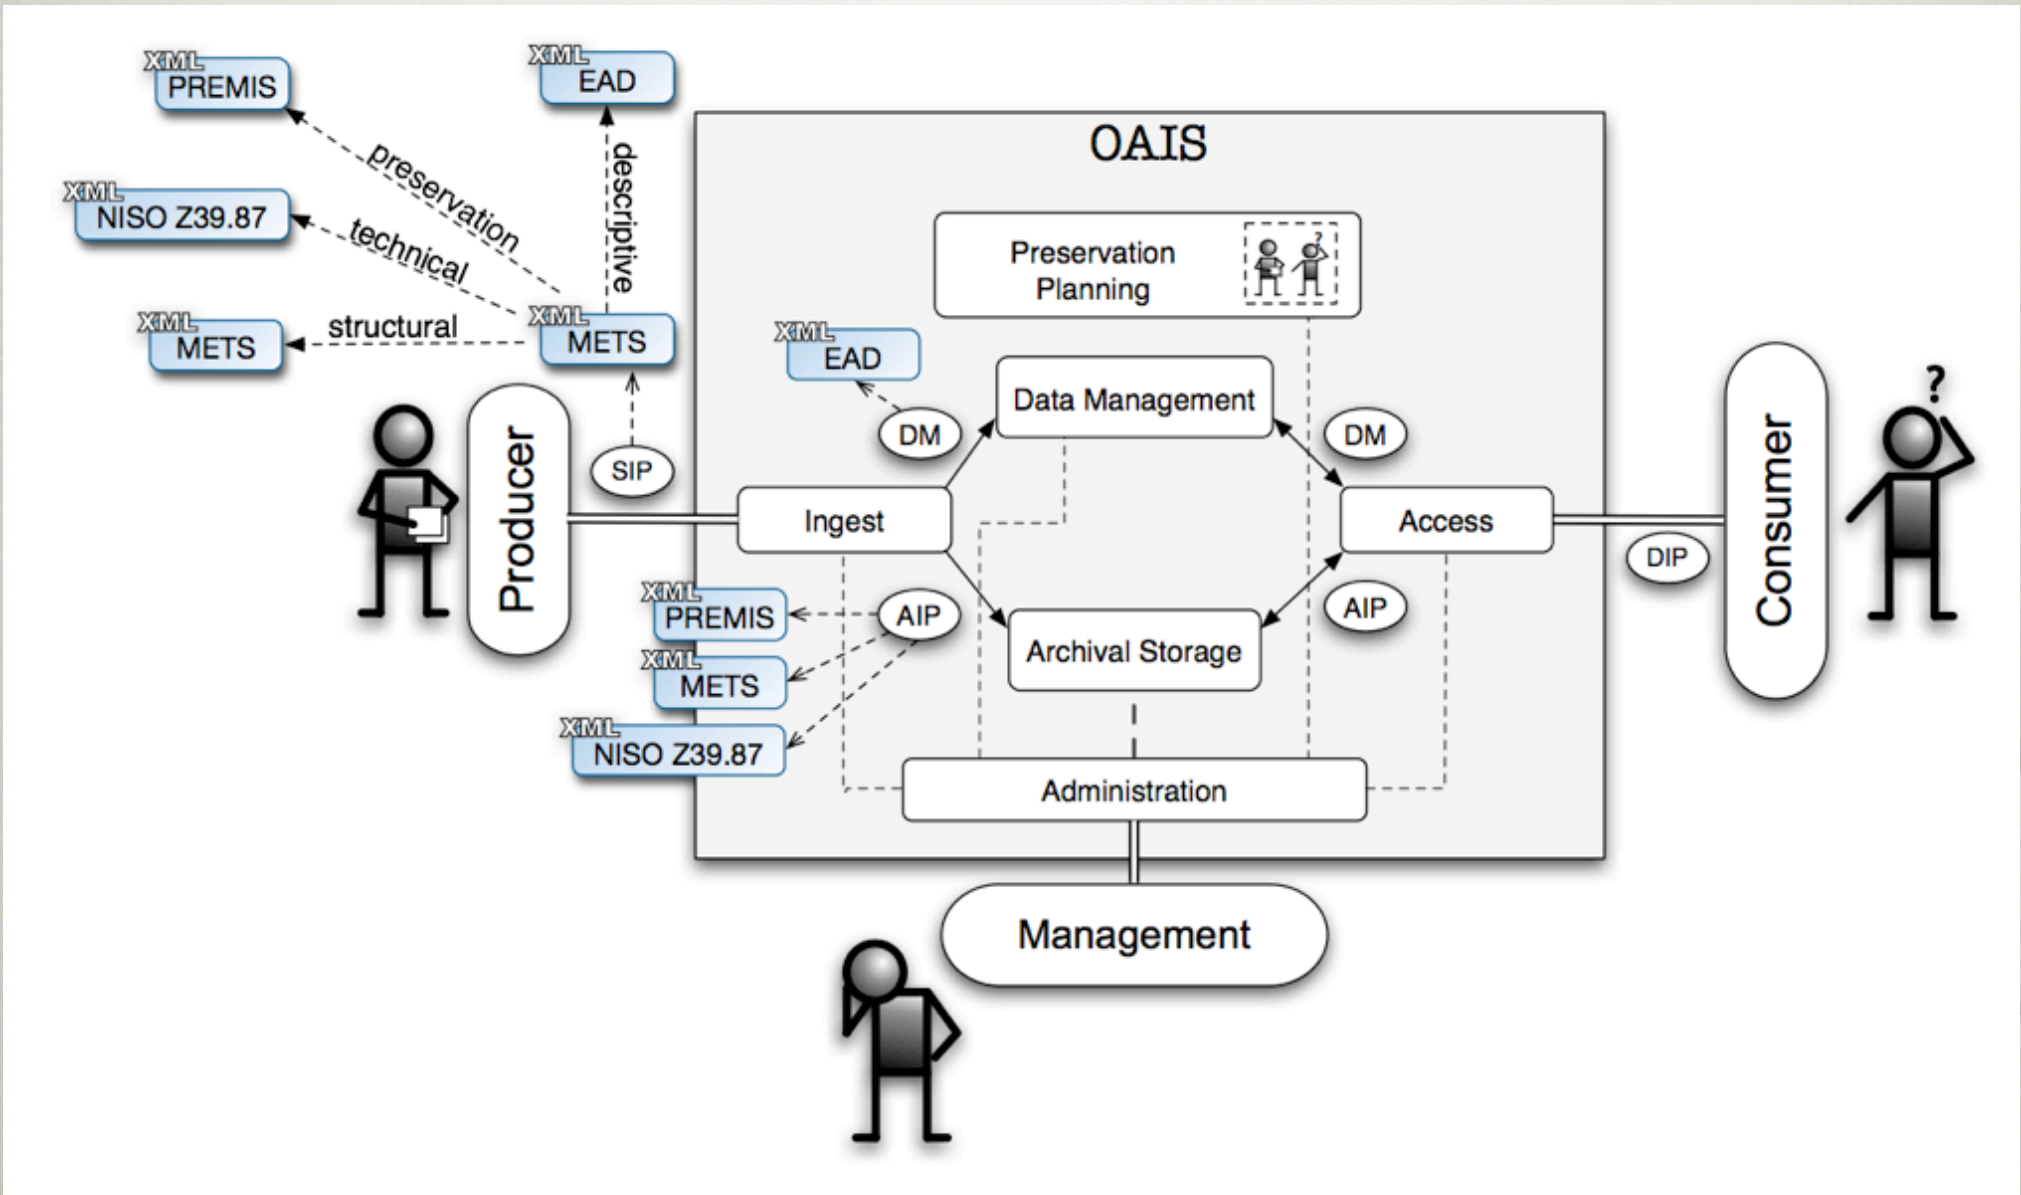 XML
PREMIS
XML
EAD
OAIS
preservation
descriptive
XML
NISO Z39.87
technical
Preservation
Planning
?
XML
METS
structural
XML
METS
XML
EAD
Data Management
?
Producer
SIP
DM
DM
Consumer
Ingest
Access
DIP
XML
PREMIS
AIP
AIP
XML
METS
Archival Storage
XML
NISO Z39.87
Administration
Management